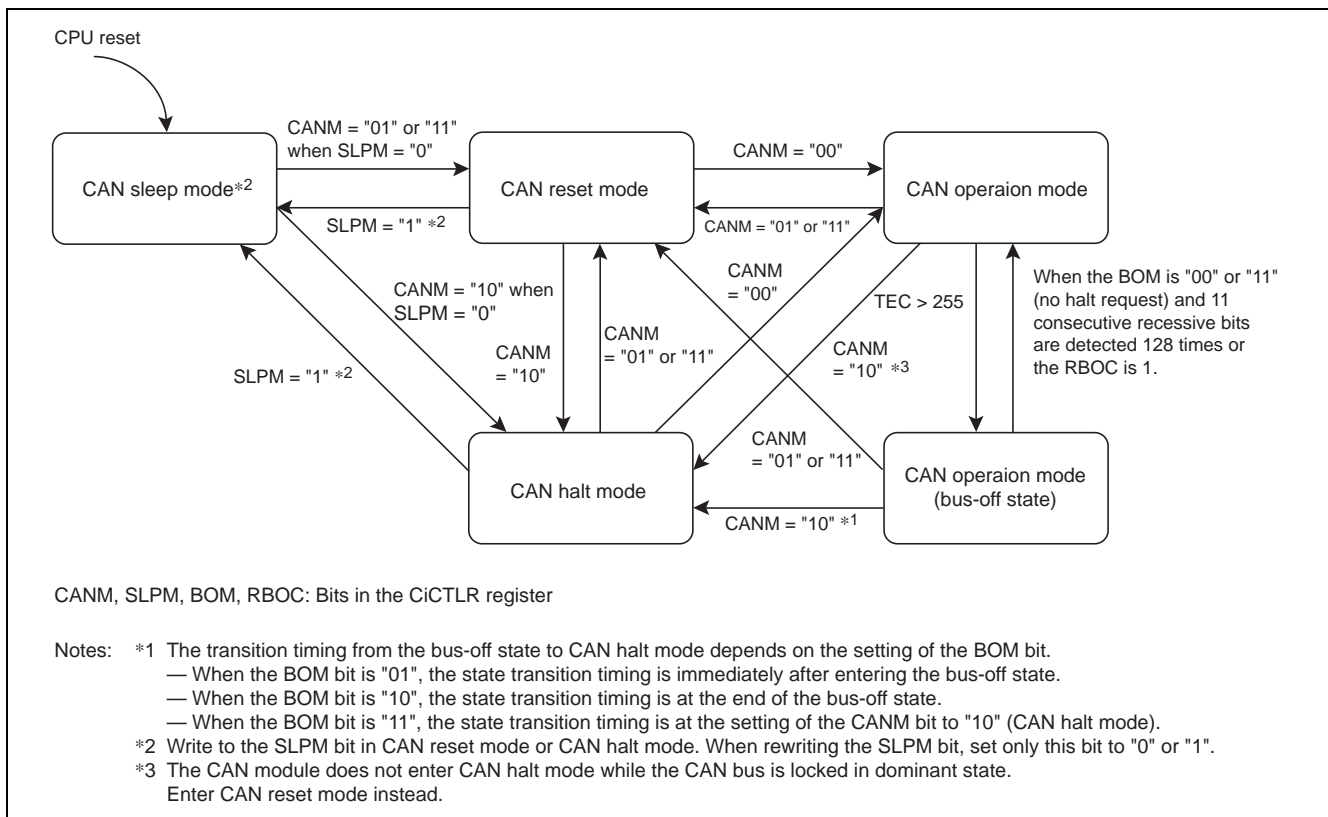 CPU reset
CANM = "01" or "11"
when SLPM = "0"
CANM = "00"
CAN sleep mode*2
CAN reset mode
CAN operaion mode
SLPM = "1" *2
CANM = "01" or "11"
CANM = "10" when
SLPM = "0"
CANM
= "10"
CANM
= "01" or "11"
CANM
= "00"
TEC > 255
CANM
= "10" *3
When the BOM is "00" or "11"
(no halt request) and 11
consecutive recessive bits
are detected 128 times or
the RBOC is 1.
SLPM = "1" *2
CANM
= "01" or "11"
CAN halt mode
CAN operaion mode
(bus-off state)
CANM = "10" *1
CANM, SLPM, BOM, RBOC: Bits in the CiCTLR register
Notes: *1 The transition timing from the bus-off state to CAN halt mode depends on the setting of the BOM bit.
— When the BOM bit is "01", the state transition timing is immediately after entering the bus-off state.
— When the BOM bit is "10", the state transition timing is at the end of the bus-off state.
— When the BOM bit is "11", the state transition timing is at the setting of the CANM bit to "10" (CAN halt mode).
*2 Write to the SLPM bit in CAN reset mode or CAN halt mode. When rewriting the SLPM bit, set only this bit to "0" or "1".
*3 The CAN module does not enter CAN halt mode while the CAN bus is locked in dominant state.
Enter CAN reset mode instead.